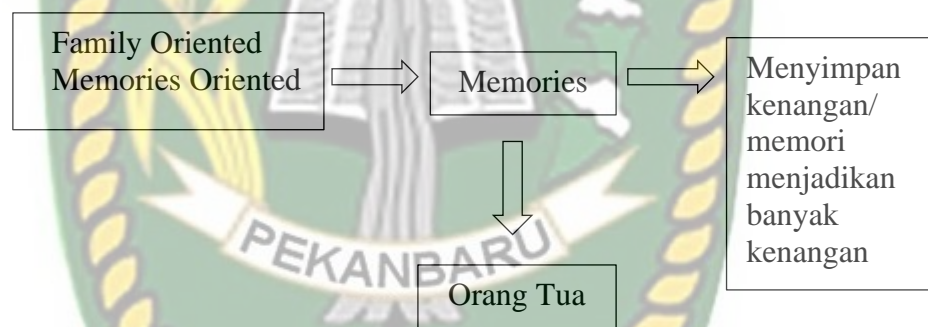 Family Oriented
Memories Oriented
Memories
Menyimpan
kenangan/
memori
menjadikan
banyak
kenangan
PEKANBARU
Orang Tua